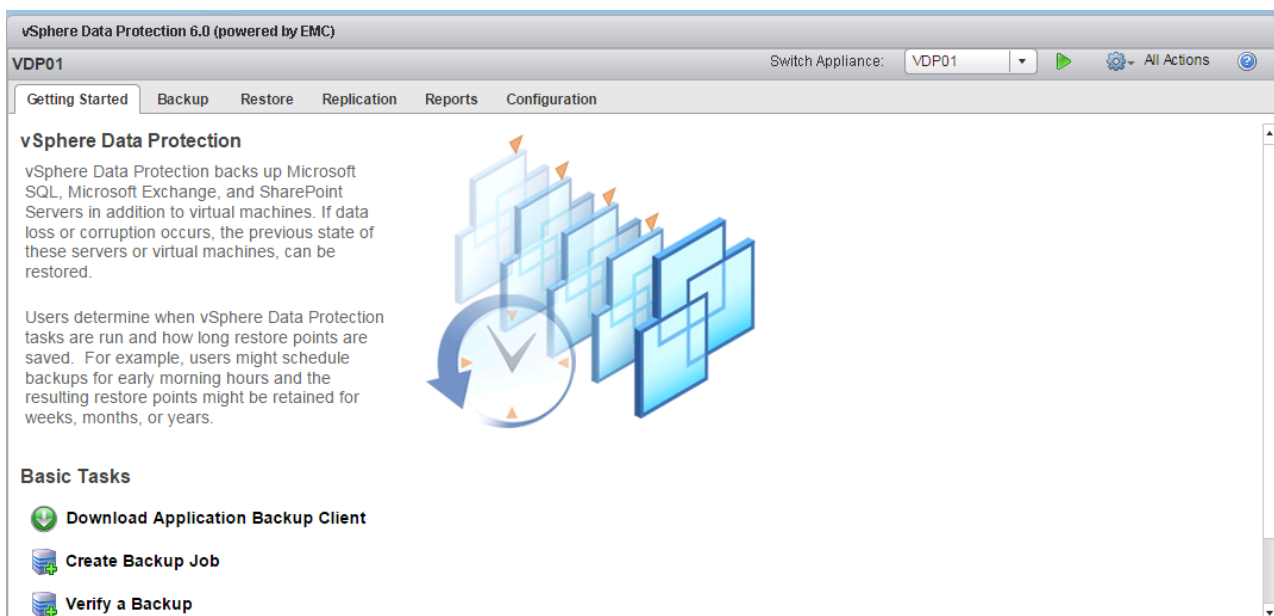 vSphere Data Protection 6.0 (powered by EMC)
VDP01
Switch Appliance: VDP01 All Actions
Getting Started Backup Restore Replication Reports Configuration
vSphere Data Protection
vSphere Data Protection backs up Microsoft
SQL, Microsoft Exchange, and SharePoint
Servers in addition to virtual machines. If data
loss or corruption occurs, the previous state of
these servers or virtual machines, can be
restored.
Users determine when vSphere Data Protection
tasks are run and how long restore points are
saved. For example, users might schedule
backups for early morning hours and the
resulting restore points might be retained for
weeks, months, or years.
Basic Tasks
Download Application Backup Client
Create Backup Job
Verify a Backup